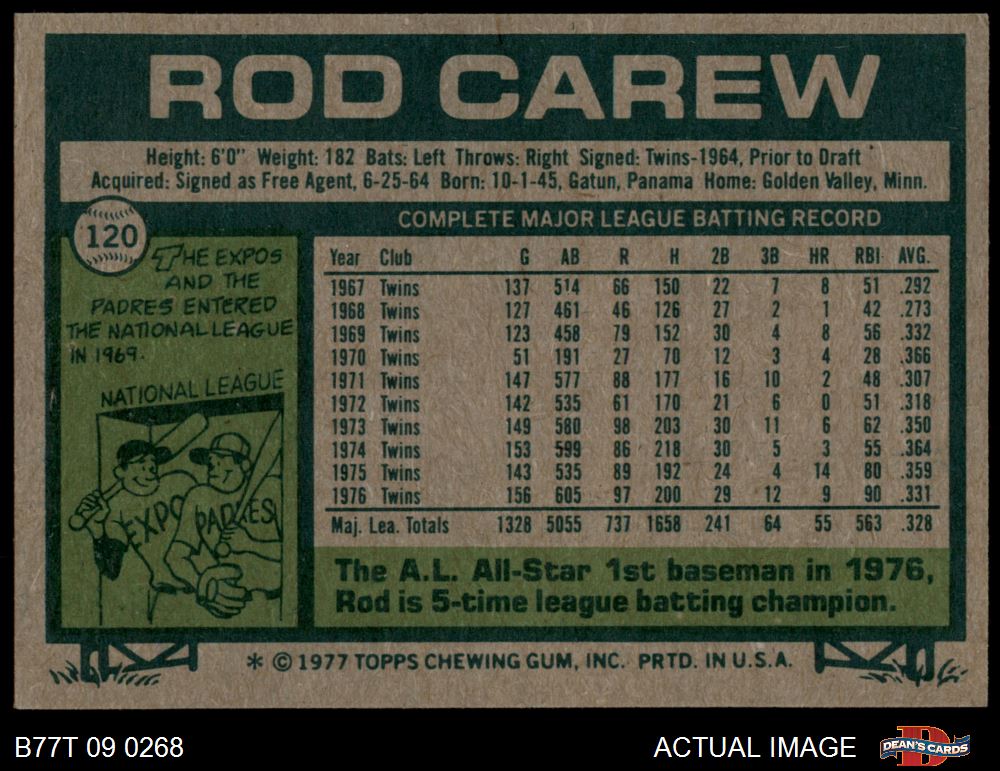 ROD CAREW
Height: 6'0" Weight: 182 Bats: Left Throws: Right Signed: Twins-1964, Prior to Draft
Acquired: Signed as Free Agent, 6-25-64 Born: 10-1-45, Gatun, Panama Home: Golden Valley, Minn.
120
THE EXPOS
AND THE
PADRES ENTERED
THE NATIONAL LEAGUE
IN 1969.
NATIONAL LEAGUE
EXPO
PADRES
COMPLETE MAJOR LEAGUE BATTING RECORD
Year Club G AB R H 2B 3B HR RBI AVG.
1967 Twins 137 514 66 150 22 7 8 51 .292
1968 Twins 127 461 46 126 27 2 1 42 .273
1969 Twins 123 458 79 152 30 4 8 56 .332
1970 Twins 51 191 27 70 12 3 4 28 .366
1971 Twins 147 577 88 177 16 10 2 48 .307
1972 Twins 142 535 61 170 21 6 0 51 .318
1973 Twins 149 580 98 203 30 11 6 62 .350
1974 Twins 153 599 86 218 30 5 3 55 .364
1975 Twins 143 535 89 192 24 4 14 80 .359
1976 Twins 156 605 97 200 29 12 9 90 .331
Maj. Lea. Totals 1328 5055 737 1658 241 64 55 563 .328
The A.L. All-Star 1st baseman in 1976,
Rod is 5-time league batting champion.
* © 1977 TOPPS CHEWING GUM, INC. PRTD. IN U.S.A.
B77T 09 0268
ACTUAL IMAGE
DEAN'S CARDS